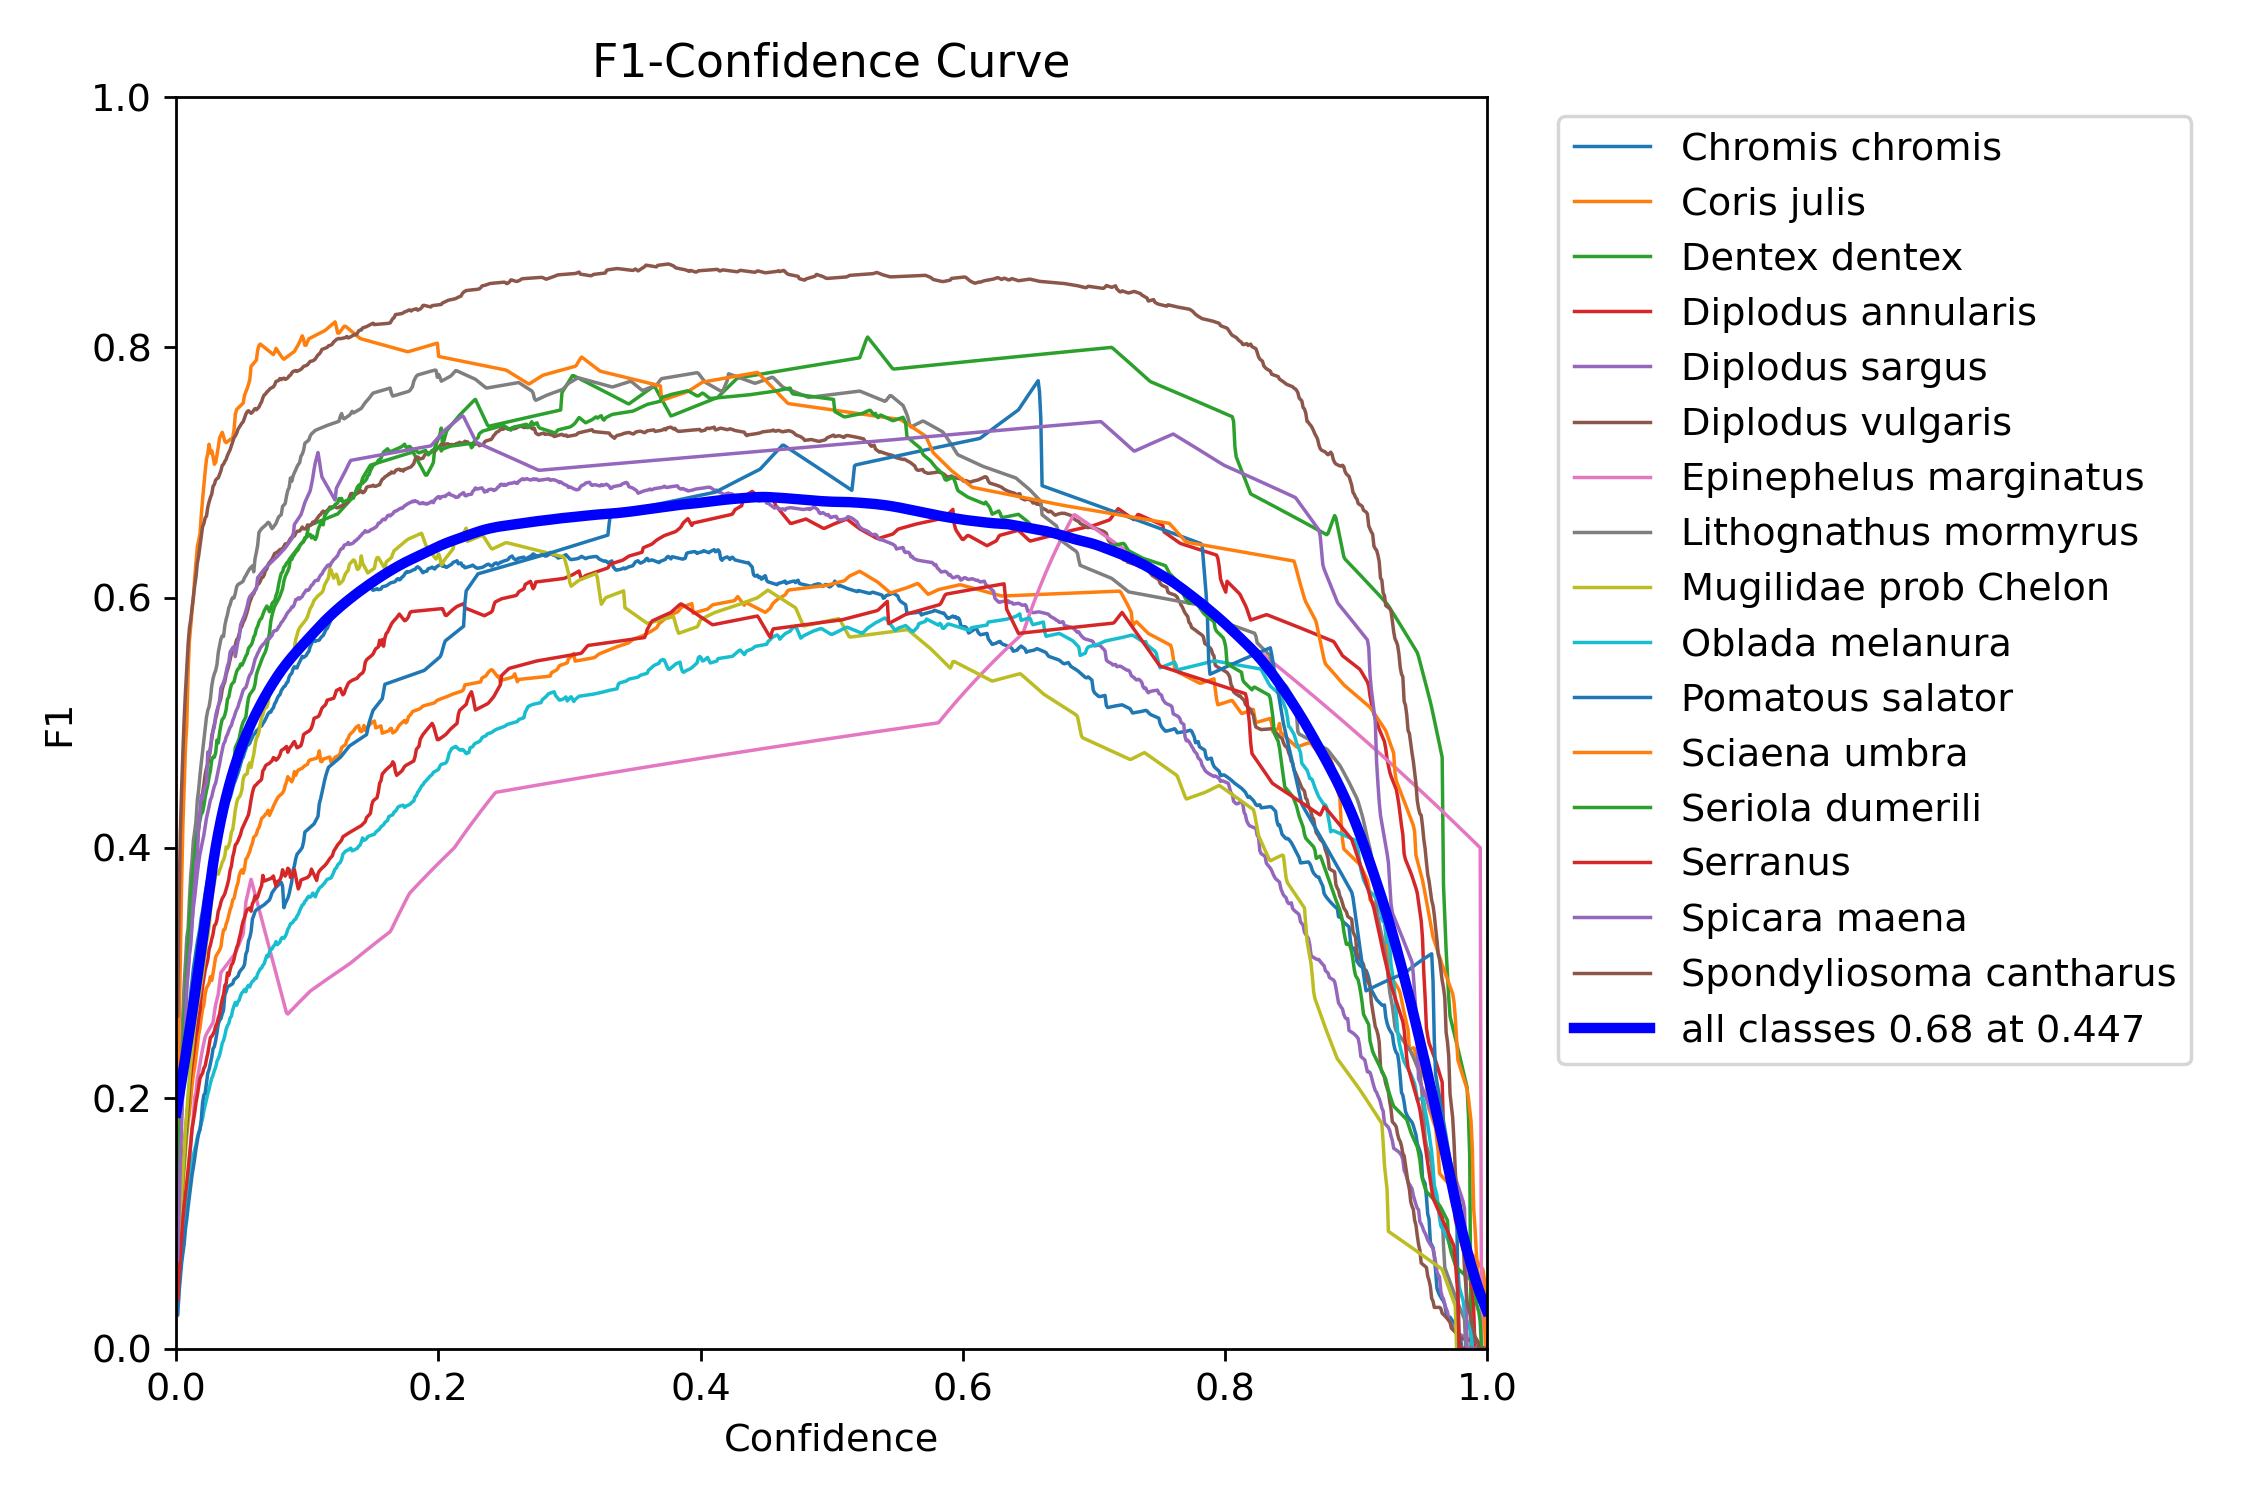 F1-Confidence Curve
1.0
0.8
0.6
0.4
0.2
0.0
F1
0.0 0.2 0.4 0.6 0.8 1.0
Confidence
Chromis chromis
Coris julis
Dentex dentex
Diplodus annularis
Diplodus sargus
Diplodus vulgaris
Epinephelus marginatus
Lithognathus mormyrus
Mugilidae prob Chelon
Oblada melanura
Pomatous salator
Sciaena umbra
Seriola dumerili
Serranus
Spicara maena
Spondyliosoma cantharus
all classes 0.68 at 0.447